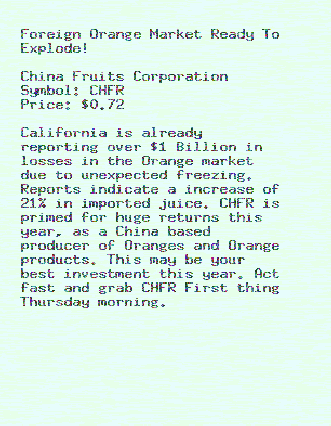 Foreign Orange Market Ready To
Explode!
China Fruits Corporation
Symbol: CHFR
Price: $0.72
California is already
reporting over $1 Billion in
losses in the Orange market
due to unexpected freezing.
Reports indicate a increase of
21% in imported juice. CHFR is
primed for huge returns this
year, as a China based
producer of Oranges and Orange
products. This may be your
best investment this year. Act
fast and grab CHFR First thing
Thursday morning.